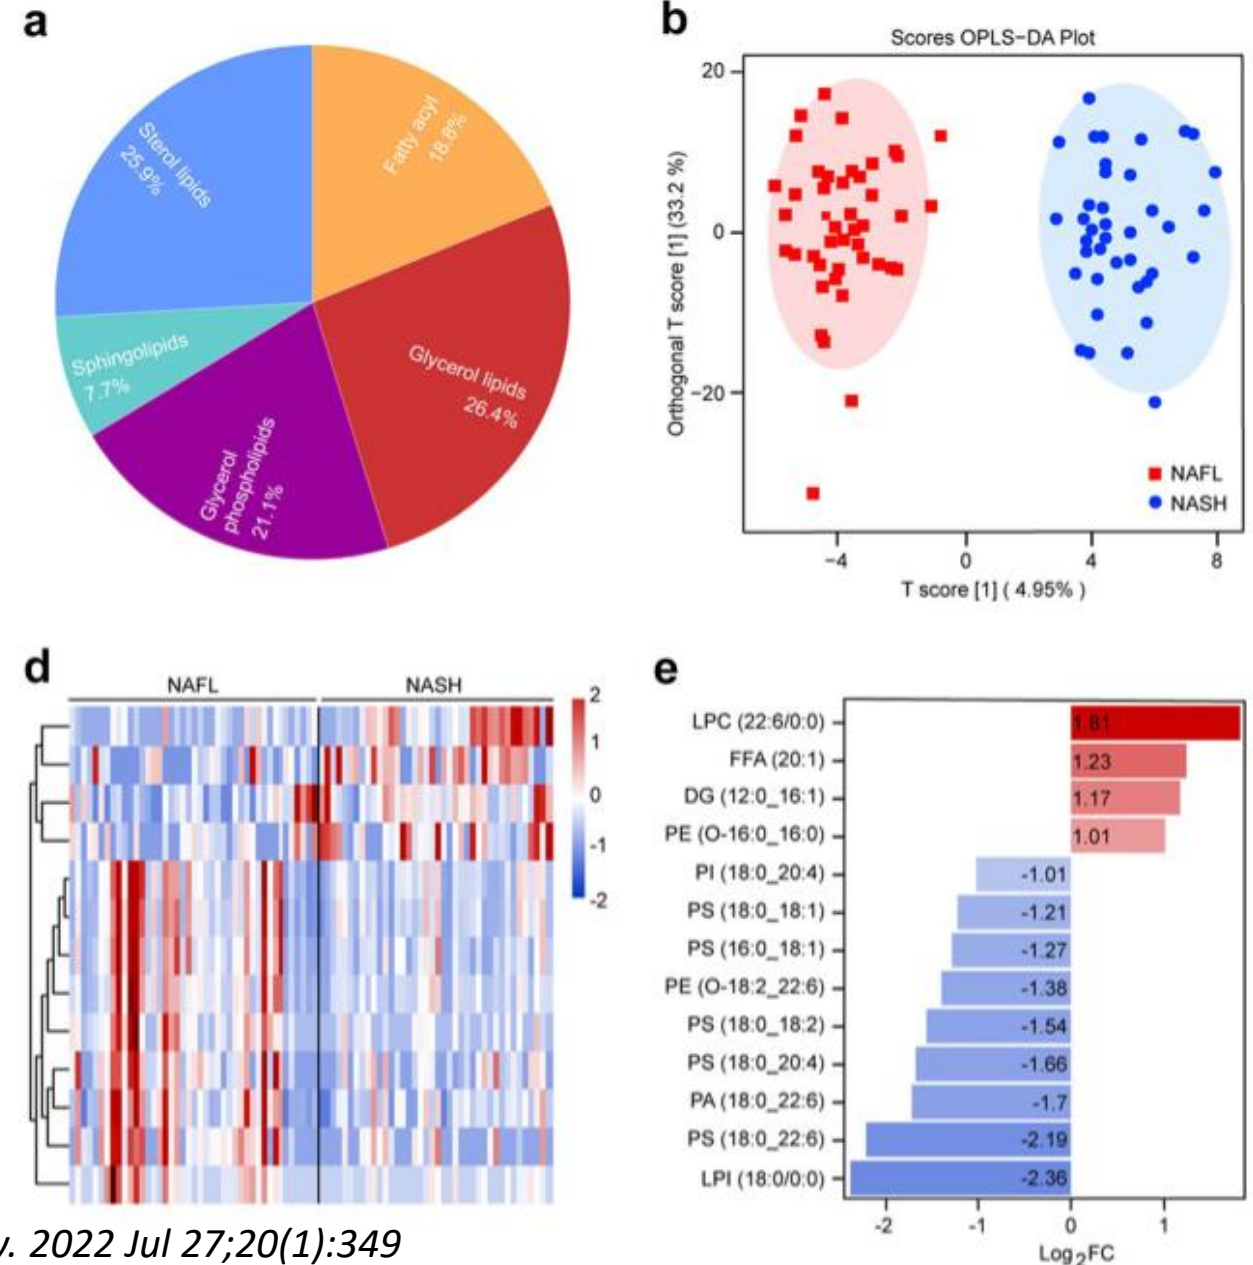 a
Sterol lipids
25.9%
Fatty acyl
18.8%
Glycerol lipids
26.4%
Glycerol
phospholipids
21.1%
Sphingolipids
7.7%
b
Scores OPLS-DA Plot
Orthogonal T score [1] (33.2 %)
20
0
-20
NAFL
NASH
-4 0 4 8
T score [1] ( 4.95% )
d
NAFL NASH
2
1
0
-1
-2
e
LPC (22:6/0:0) 1.81
FFA (20:1) 1.23
DG (12:0_16:1) 1.17
PE (O-16:0_16:0) 1.01
PI (18:0_20:4) -1.01
PS (18:0_18:1) -1.21
PS (16:0_18:1) -1.27
PE (O-18:2_22:6) -1.38
PS (18:0_18:2) -1.54
PS (18:0_20:4) -1.66
PA (18:0_22:6) -1.7
PS (18:0_22:6) -2.19
LPI (18:0/0:0) -2.36
-2 -1 0 1
Log₂FC
. 2022 Jul 27;20(1):349